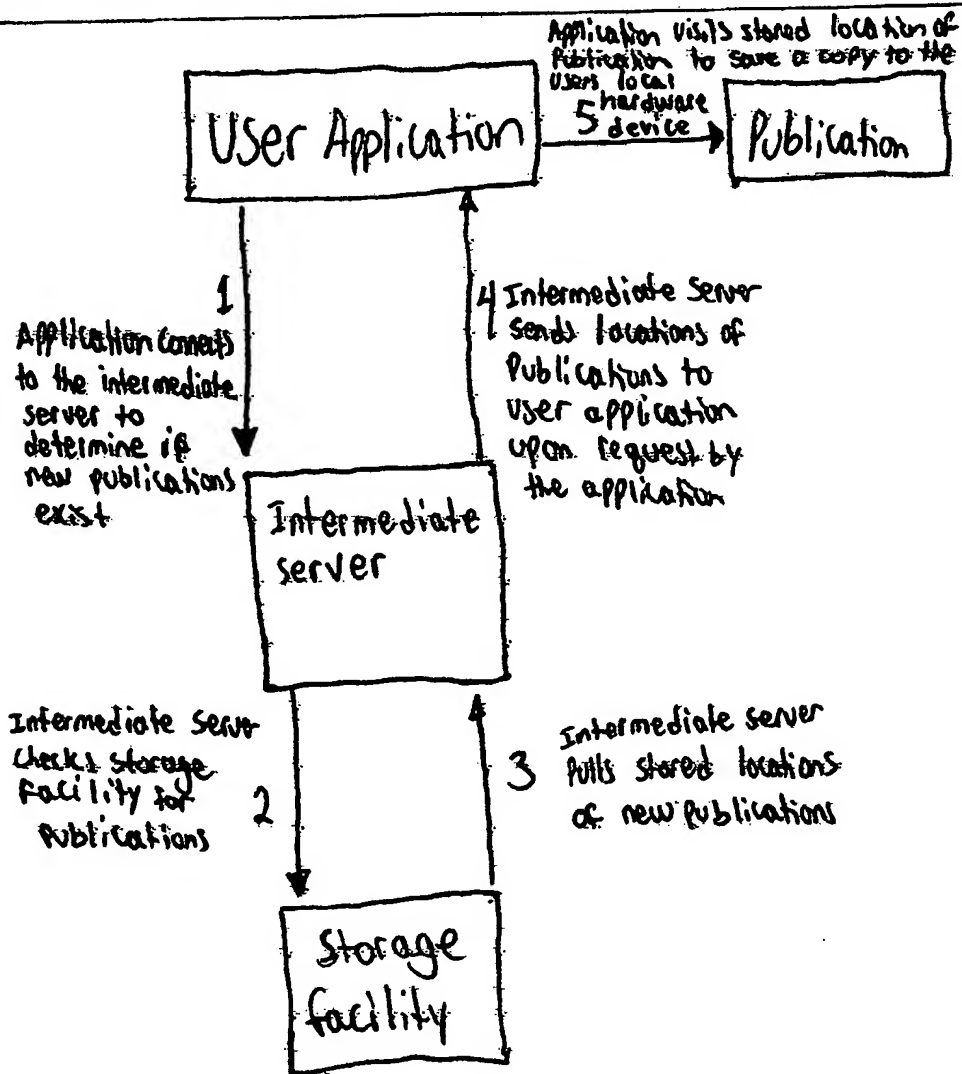 Application visits stored location of
Publication to save a copy to the
users local
hardware
5 device
User Application
Publication
1
Application connects
to the intermediate
server to
determine if
new publications
exist
4 Intermediate Server
sends locations of
Publications to
user application
upon request by
the application
Intermediate
server
Intermediate Server
checks storage
facility for
publications
2
3
Intermediate server
Pulls stored locations
of new publications
Storage
facility